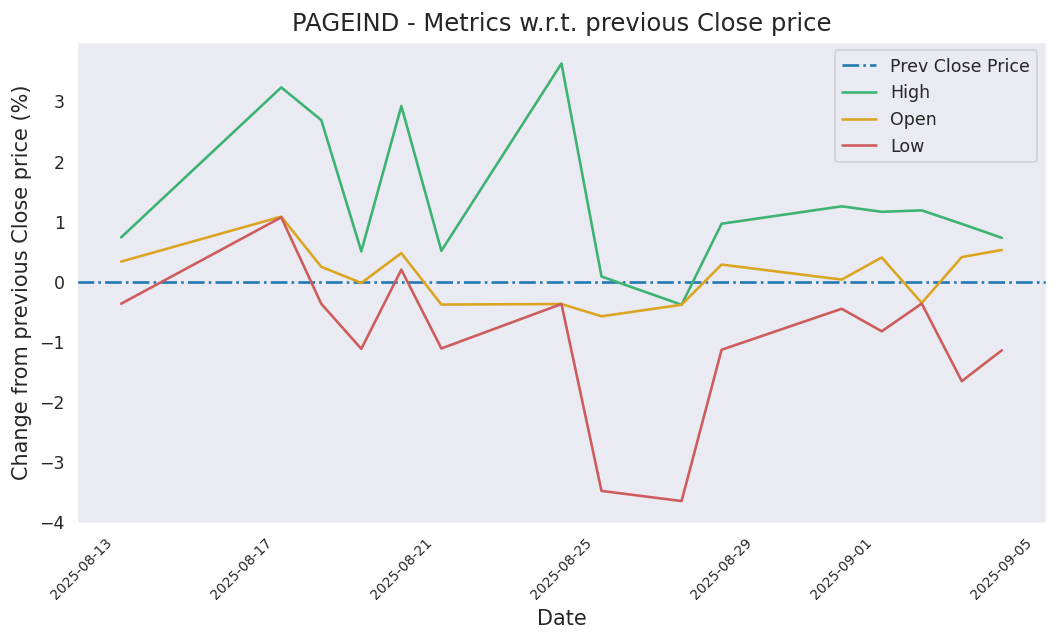 PAGEIND - Metrics w.r.t. previous Close price
Prev Close Price
High
Open
Low
Change from previous Close price (%)
3
2
1
0
−1
−2
−3
−4
2025-08-13
2025-08-17
2025-08-21
2025-08-25
2025-08-29
2025-09-01
2025-09-05
Date